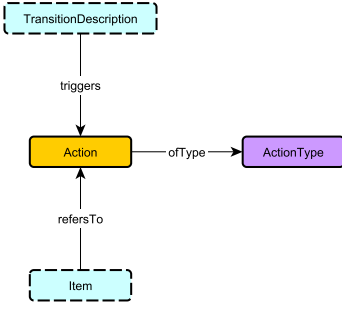 TransitionDescription
triggers
Action
ofType
ActionType
refersTo
Item